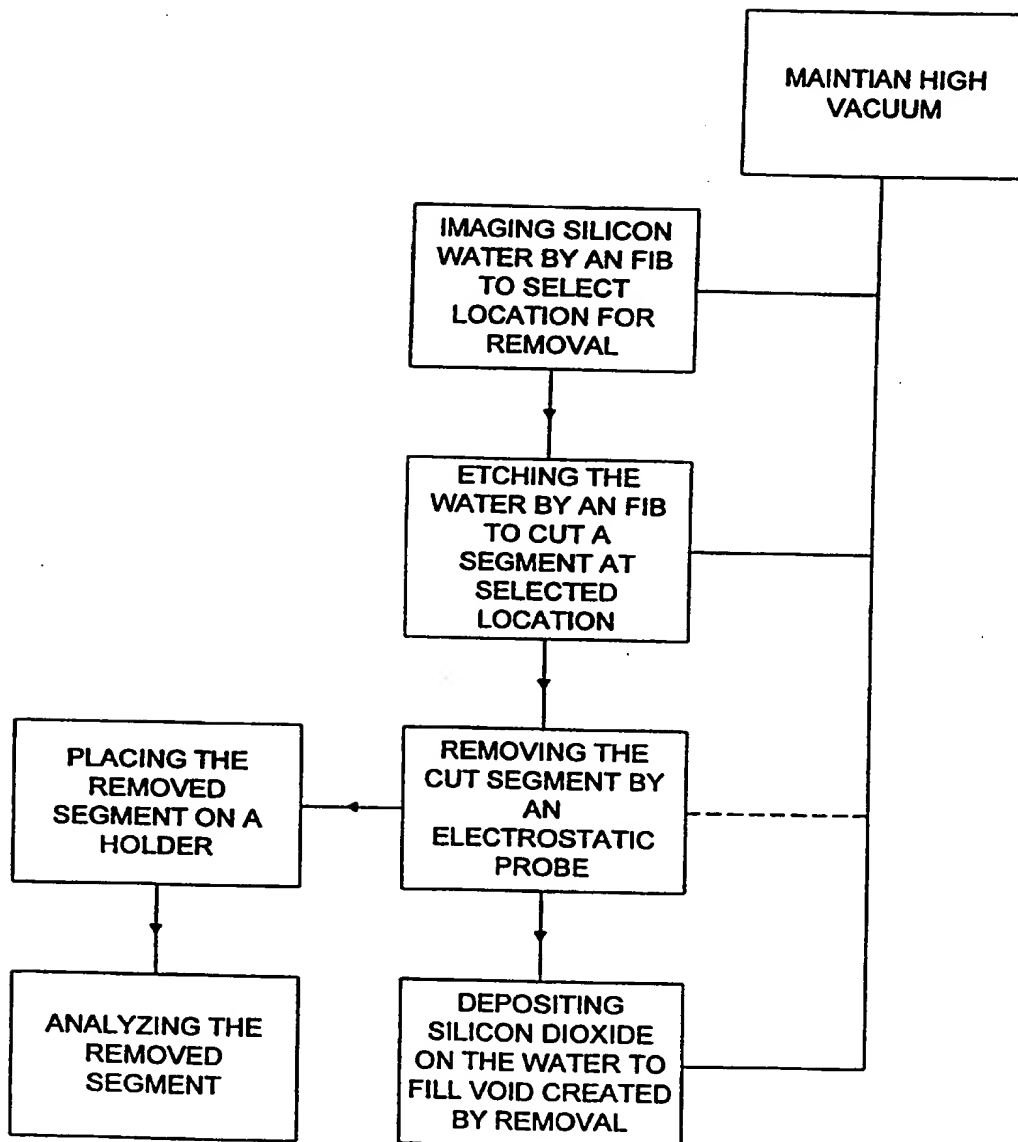 MAINTIAN HIGH
VACUUM
IMAGING SILICON
WATER BY AN FIB
TO SELECT
LOCATION FOR
REMOVAL
ETCHING THE
WATER BY AN FIB
TO CUT A
SEGMENT AT
SELECTED
LOCATION
PLACING THE
REMOVED
SEGMENT ON A
HOLDER
REMOVING THE
CUT SEGMENT BY
AN
ELECTROSTATIC
PROBE
ANALYZING THE
REMOVED
SEGMENT
DEPOSITING
SILICON DIOXIDE
ON THE WATER TO
FILL VOID CREATED
BY REMOVAL